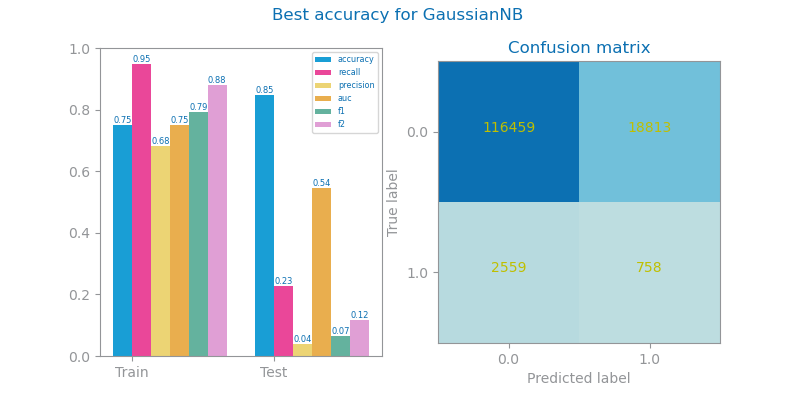 Best accuracy for GaussianNB
1.0
0.8
0.6
0.4
0.2
0.0
0.75
0.95
0.68
0.75
0.79
0.88
0.85
0.23
0.04
0.54
0.07
0.12
accuracy
recall
precision
auc
f1
f2
Train
Test
Confusion matrix
True label
0.0
1.0
116459
18813
2559
758
0.0
1.0
Predicted label